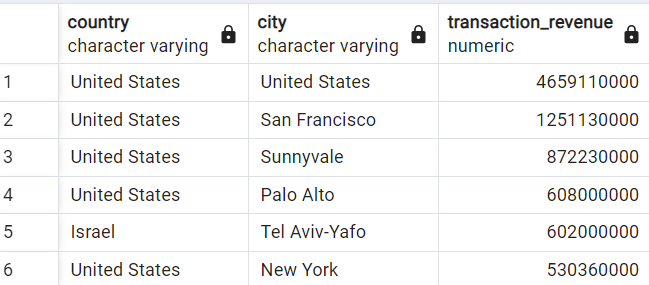 country city transaction_revenue
character varying character varying numeric
1 United States United States 4659110000
2 United States San Francisco 1251130000
3 United States Sunnyvale 872230000
4 United States Palo Alto 608000000
5 Israel Tel Aviv-Yafo 602000000
6 United States New York 530360000